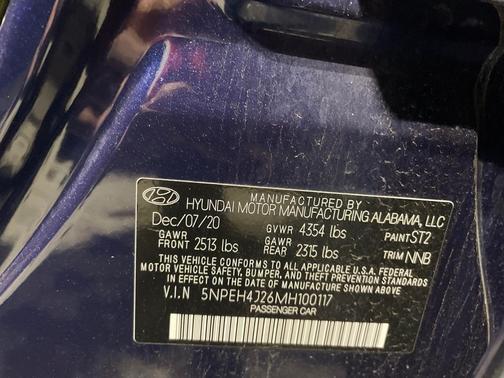 MANUFACTURED BY
HYUNDAI MOTOR MANUFACTURING ALABAMA, LLC
Dec/07/20 GVWR 4354 lbs PAINT ST2
GAWR FRONT 2513 lbs GAWR REAR 2315 lbs TRIM NNB
THIS VEHICLE CONFORMS TO ALL APPLICABLE U.S.A. FEDERAL
MOTOR VEHICLE SAFETY, BUMPER, AND THEFT PREVENTION STANDARDS
IN EFFECT ON THE DATE OF MANUFACTURE SHOWN ABOVE.
V.I.N 5NPEH4J26MH100117
PASSENGER CAR